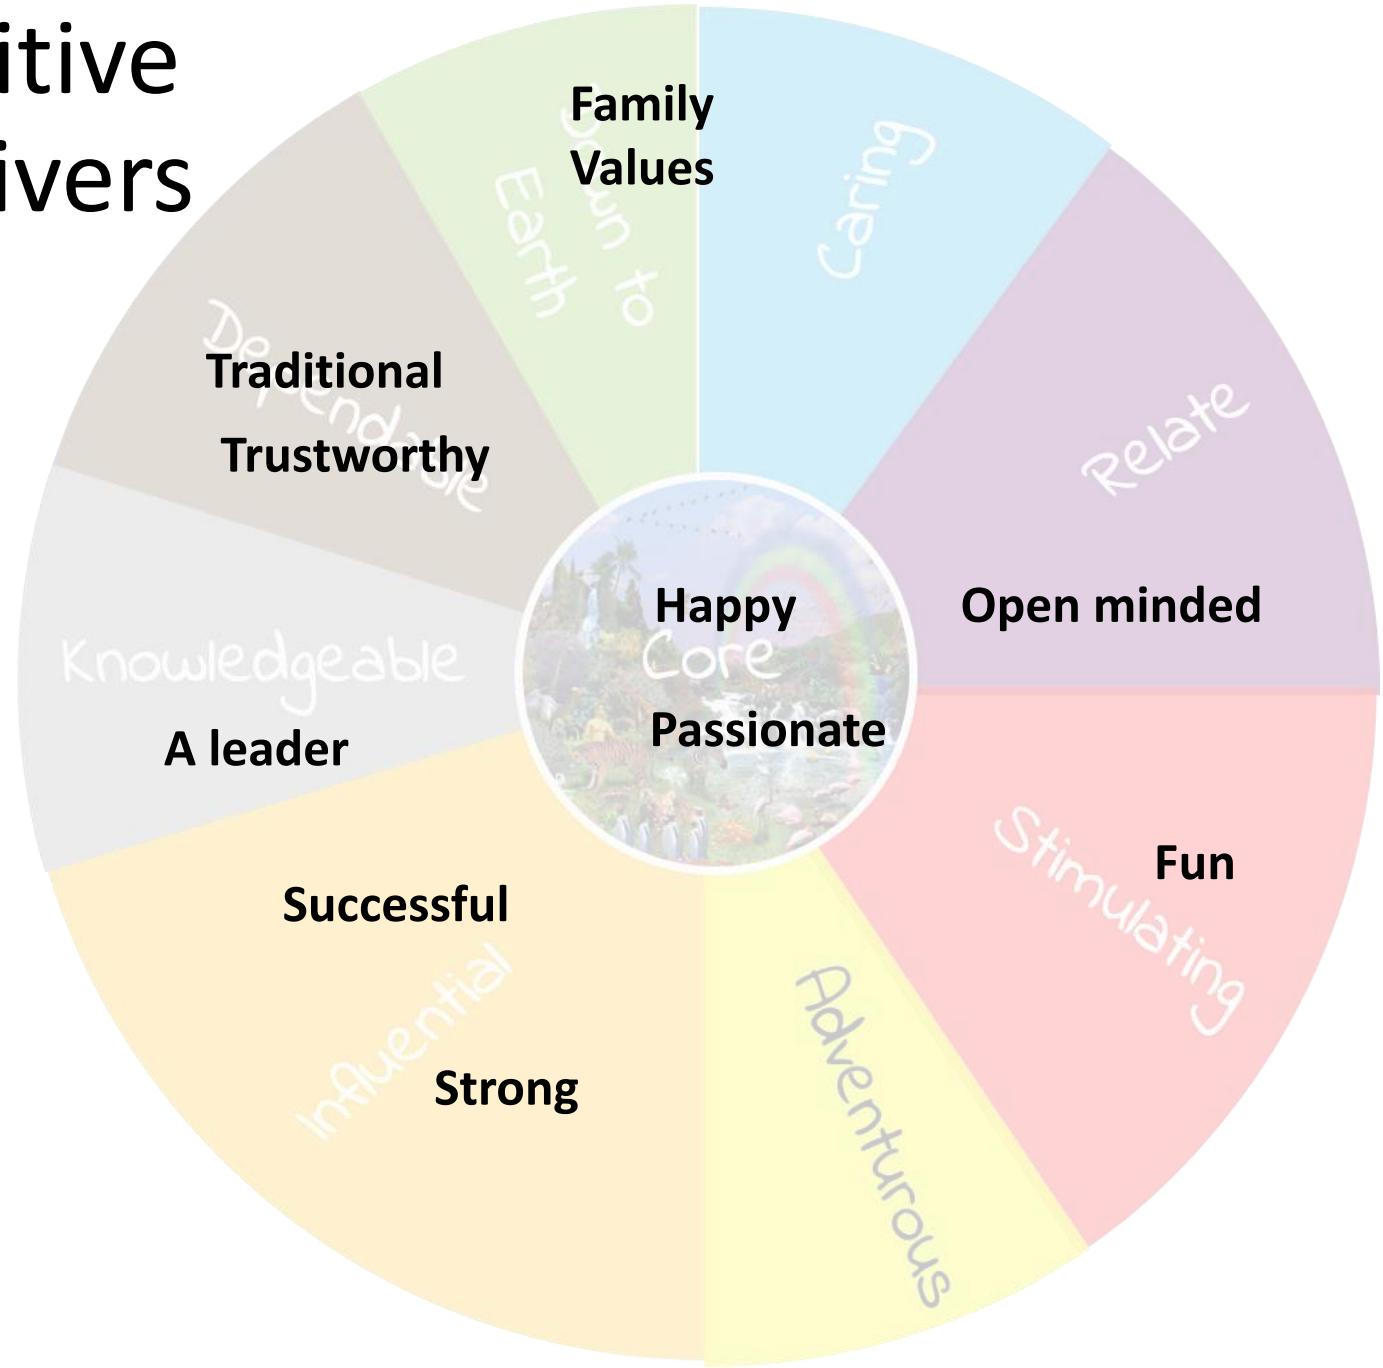 itive
ivers
Family
Values
Down to
Earth
Caring
Dependable
Traditional
Trustworthy
Relate
Happy
Open minded
Core
Knowledgeable
A leader
Passionate
Fun
Stimulating
Successful
Influential
Strong
Adventurous